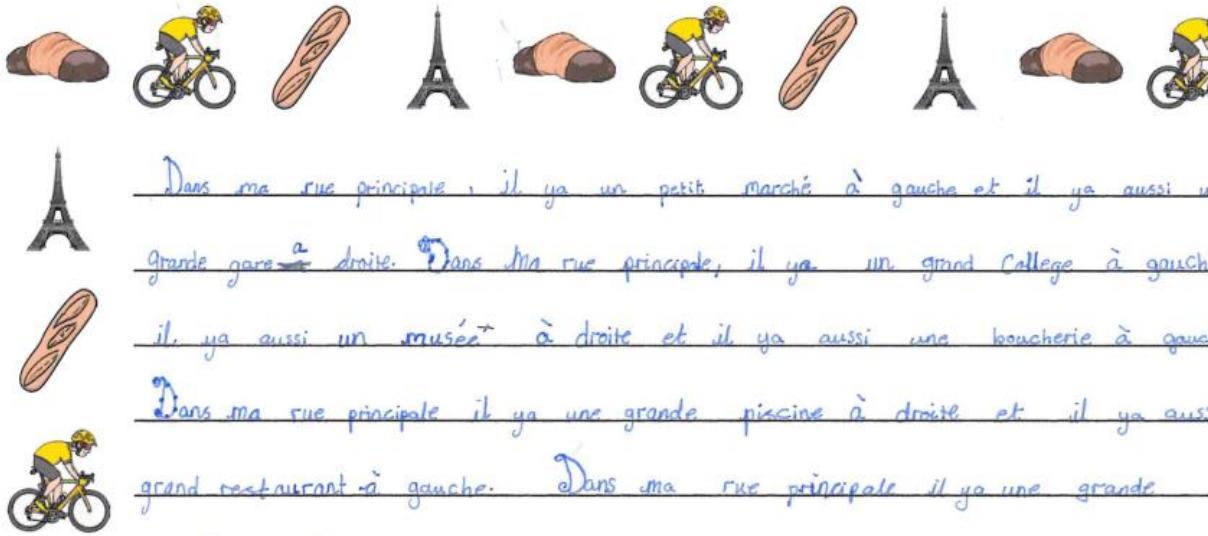 Dans ma rue principale, il ya un petit marché à gauche et il ya aussi u
grande gare a droite. Dans Ma rue principale, il ya un grand College à gauch
il ya aussi un musée à droite et il ya aussi une boucherie à gauc
Dans ma rue principale il ya une grande piscine à droite et il ya auss
grand restaurant à gauche. Dans ma rue principale il ya une grande